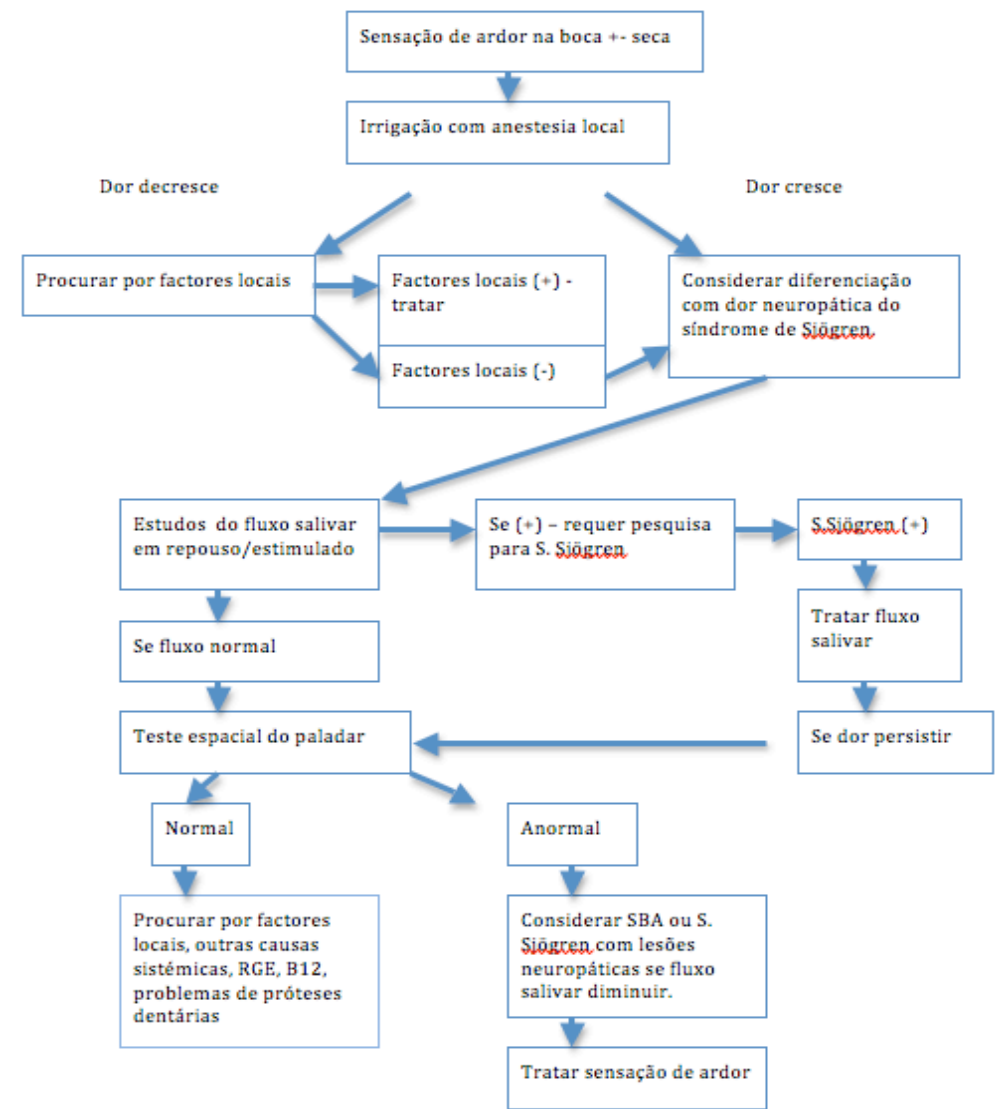 Sensação de ardor na boca +- seca
Irrigação com anestesia local
Dor decresce
Dor cresce
Procurar por factores locais
Factores locais (+) -
tratar
Factores locais (-)
Considerar diferenciação
com dor neuropática do
síndrome de Sjögren.
Estudos do fluxo salivar
em repouso/estimulado
Se (+) – requer pesquisa
para S. Sjögren
S.Sjögren (+)
Tratar fluxo
salivar
Se fluxo normal
Teste espacial do paladar
Se dor persistir
Normal
Anormal
Procurar por factores
locais, outras causas
sistémicas, RGE, B12,
problemas de próteses
dentárias
Considerar SBA ou S.
Sjögren com lesões
neuropáticas se fluxo
salivar diminuir.
Tratar sensação de ardor